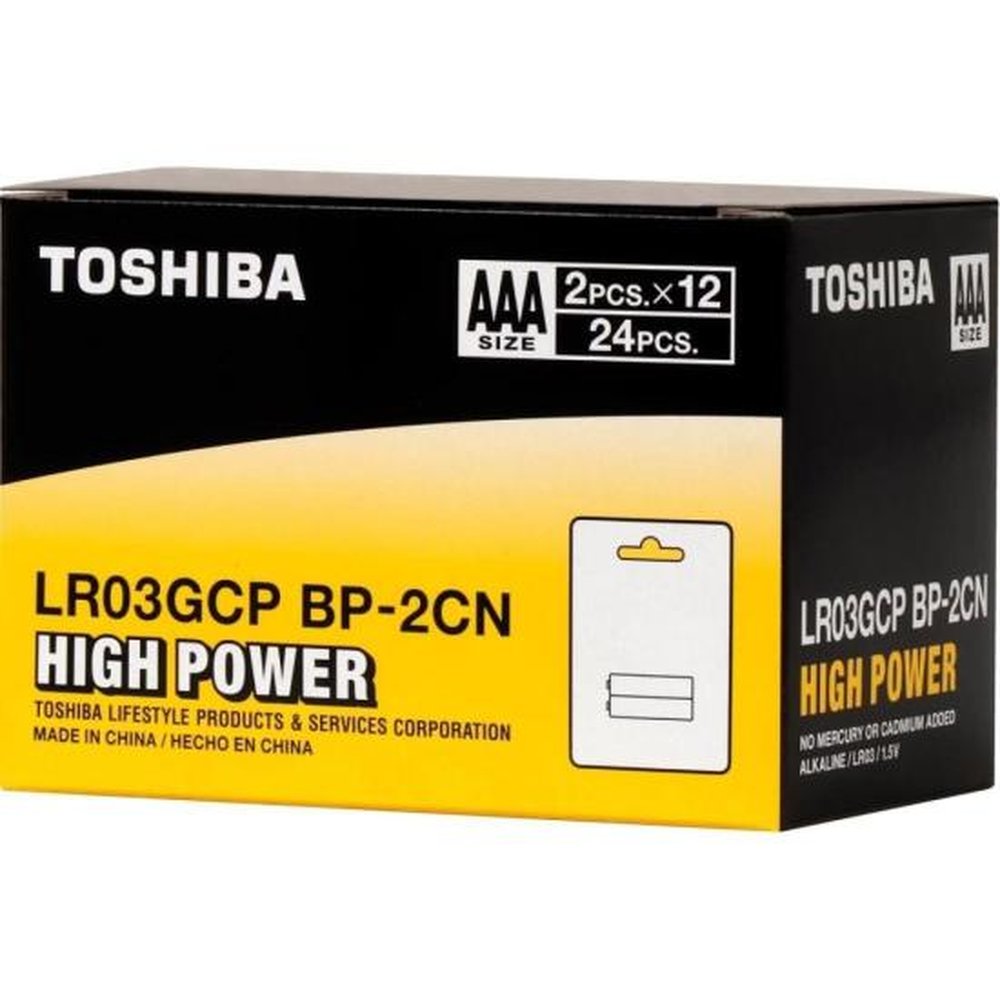 TOSHIBA
AAA
SIZE
2PCS.×12
24PCS.
LR03GCP BP-2CN
HIGH POWER
TOSHIBA LIFESTYLE PRODUCTS & SERVICES CORPORATION
MADE IN CHINA / HECHO EN CHINA
TOSHIBA
AAA
SIZE
LR03GCP BP-2CN
HIGH POWER
NO MERCURY OR CADMIUM ADDED
ALKALINE / LR03 / 1.5V